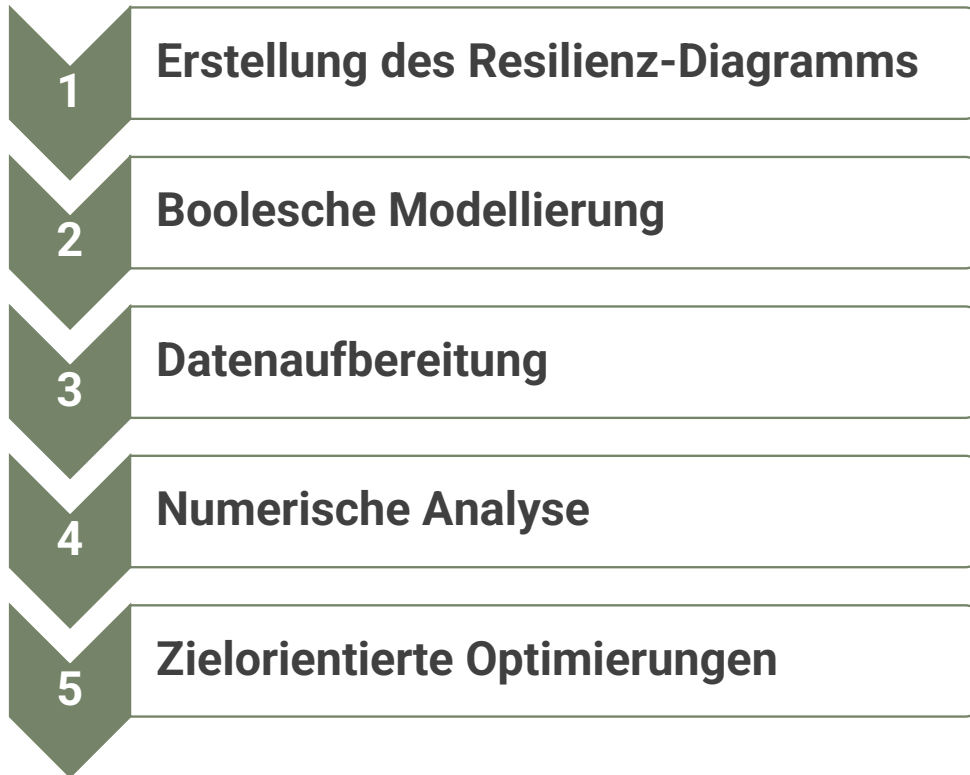 1
Erstellung des Resilienz-Diagramms
2
Boolesche Modellierung
3
Datenaufbereitung
4
Numerische Analyse
5
Zielorientierte Optimierungen